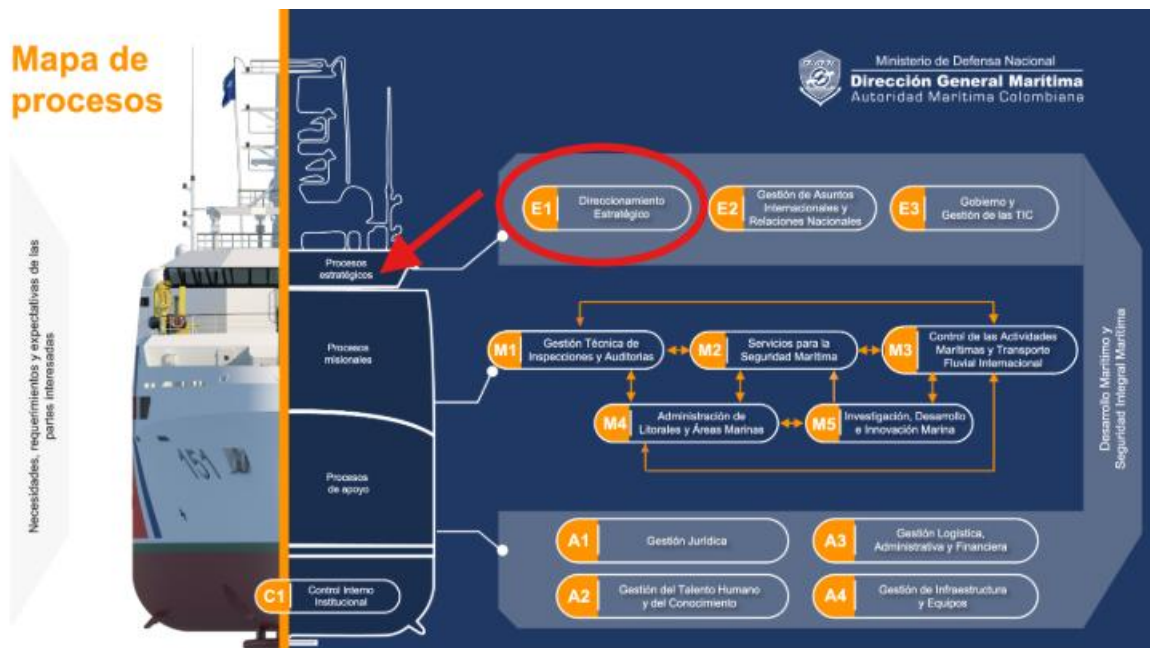 Mapa de
procesos
Ministerio de Defensa Nacional
Dirección General Marítima
Autoridad Marítima Colombiana
Necesidades, requerimientos y expectativas de las
partes interesadas
Procesos
estratégicos
E1
Direccionamiento
Estratégico
E2
Gestión de Asuntos
Internacionales y
Relaciones Nacionales
E3
Gobierno y
Gestión de las TIC
Procesos
misionales
M1
Gestión Técnica de
Inspecciones y Auditorias
M2
Servicios para la
Seguridad Marítima
M3
Control de las Actividades
Marítimas y Transporte
Fluvial Internacional
M4
Administración de
Litorales y Áreas Marinas
M5
Investigación, Desarrollo
e Innovación Marina
Procesos
de apoyo
A1
Gestión Jurídica
A3
Gestión Logística,
Administrativa y Financiera
A2
Gestión del Talento Humano
y del Conocimiento
A4
Gestión de Infraestructura
y Equipos
C1
Control Interno
Institucional
151
Desarrollo Marítimo y
Seguridad Integral Marítima